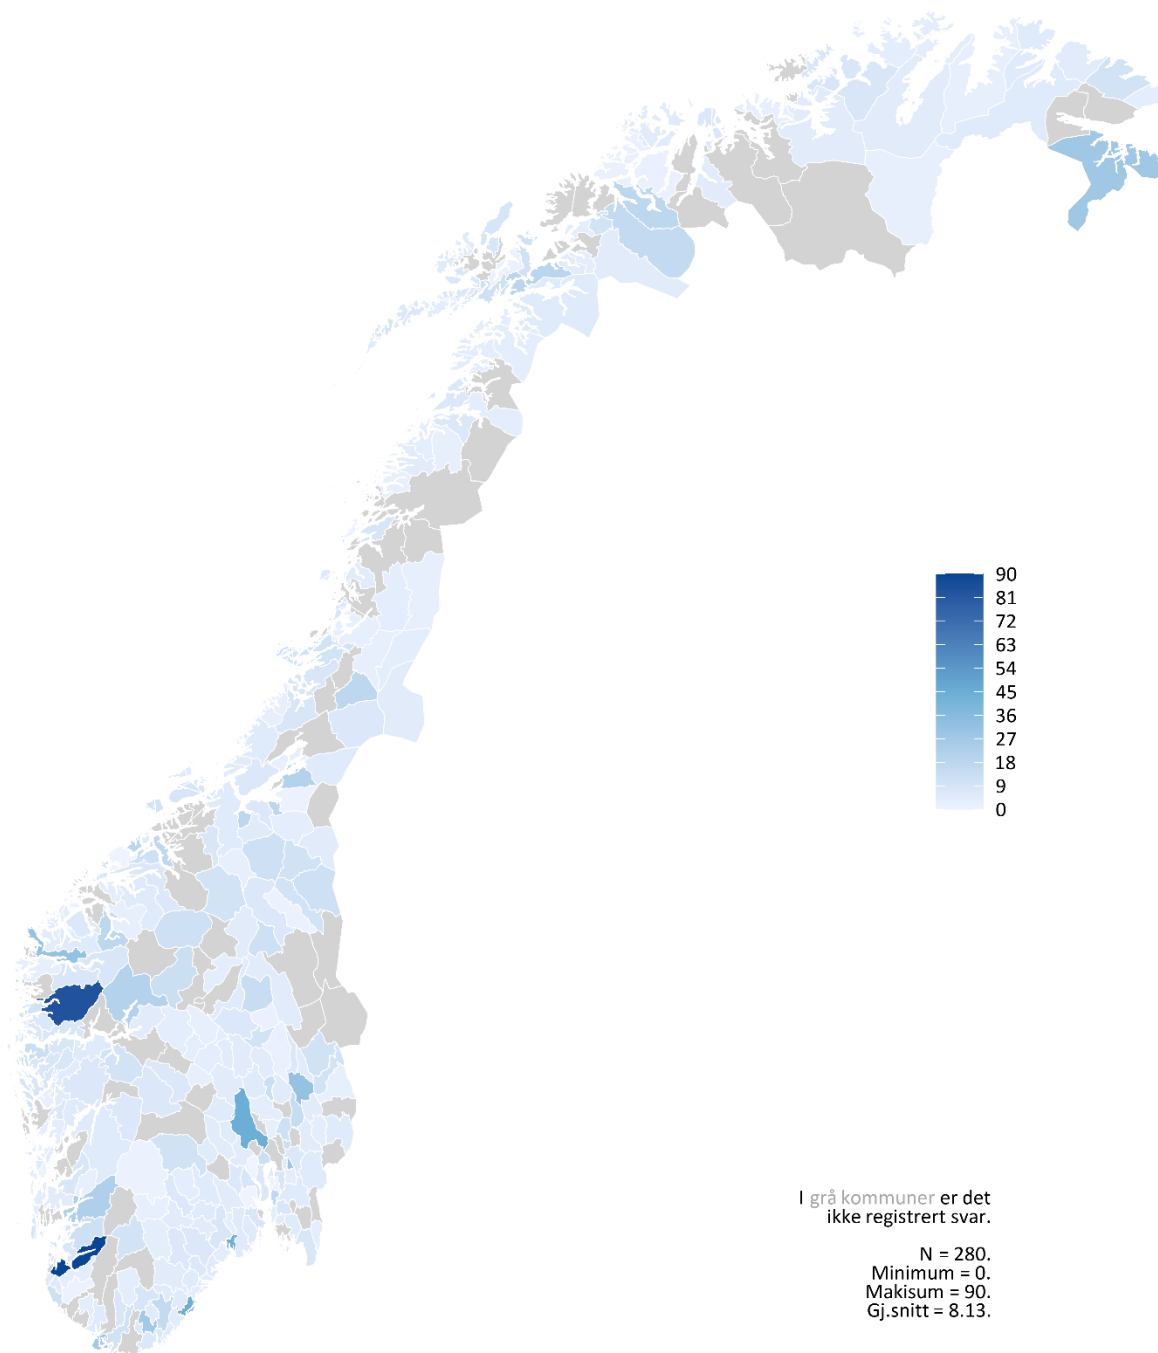 90
81
72
63
54
45
36
27
18
9
0
I grå kommuner er det
ikke registrert svar.
N = 280.
Minimum = 0.
Makisum = 90.
Gj.snitt = 8.13.